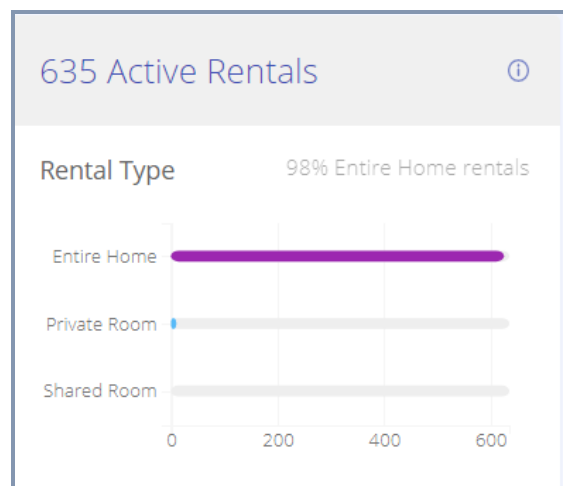 635 Active Rentals
Rental Type
98% Entire Home rentals
Entire Home
Private Room
Shared Room
0 200 400 600